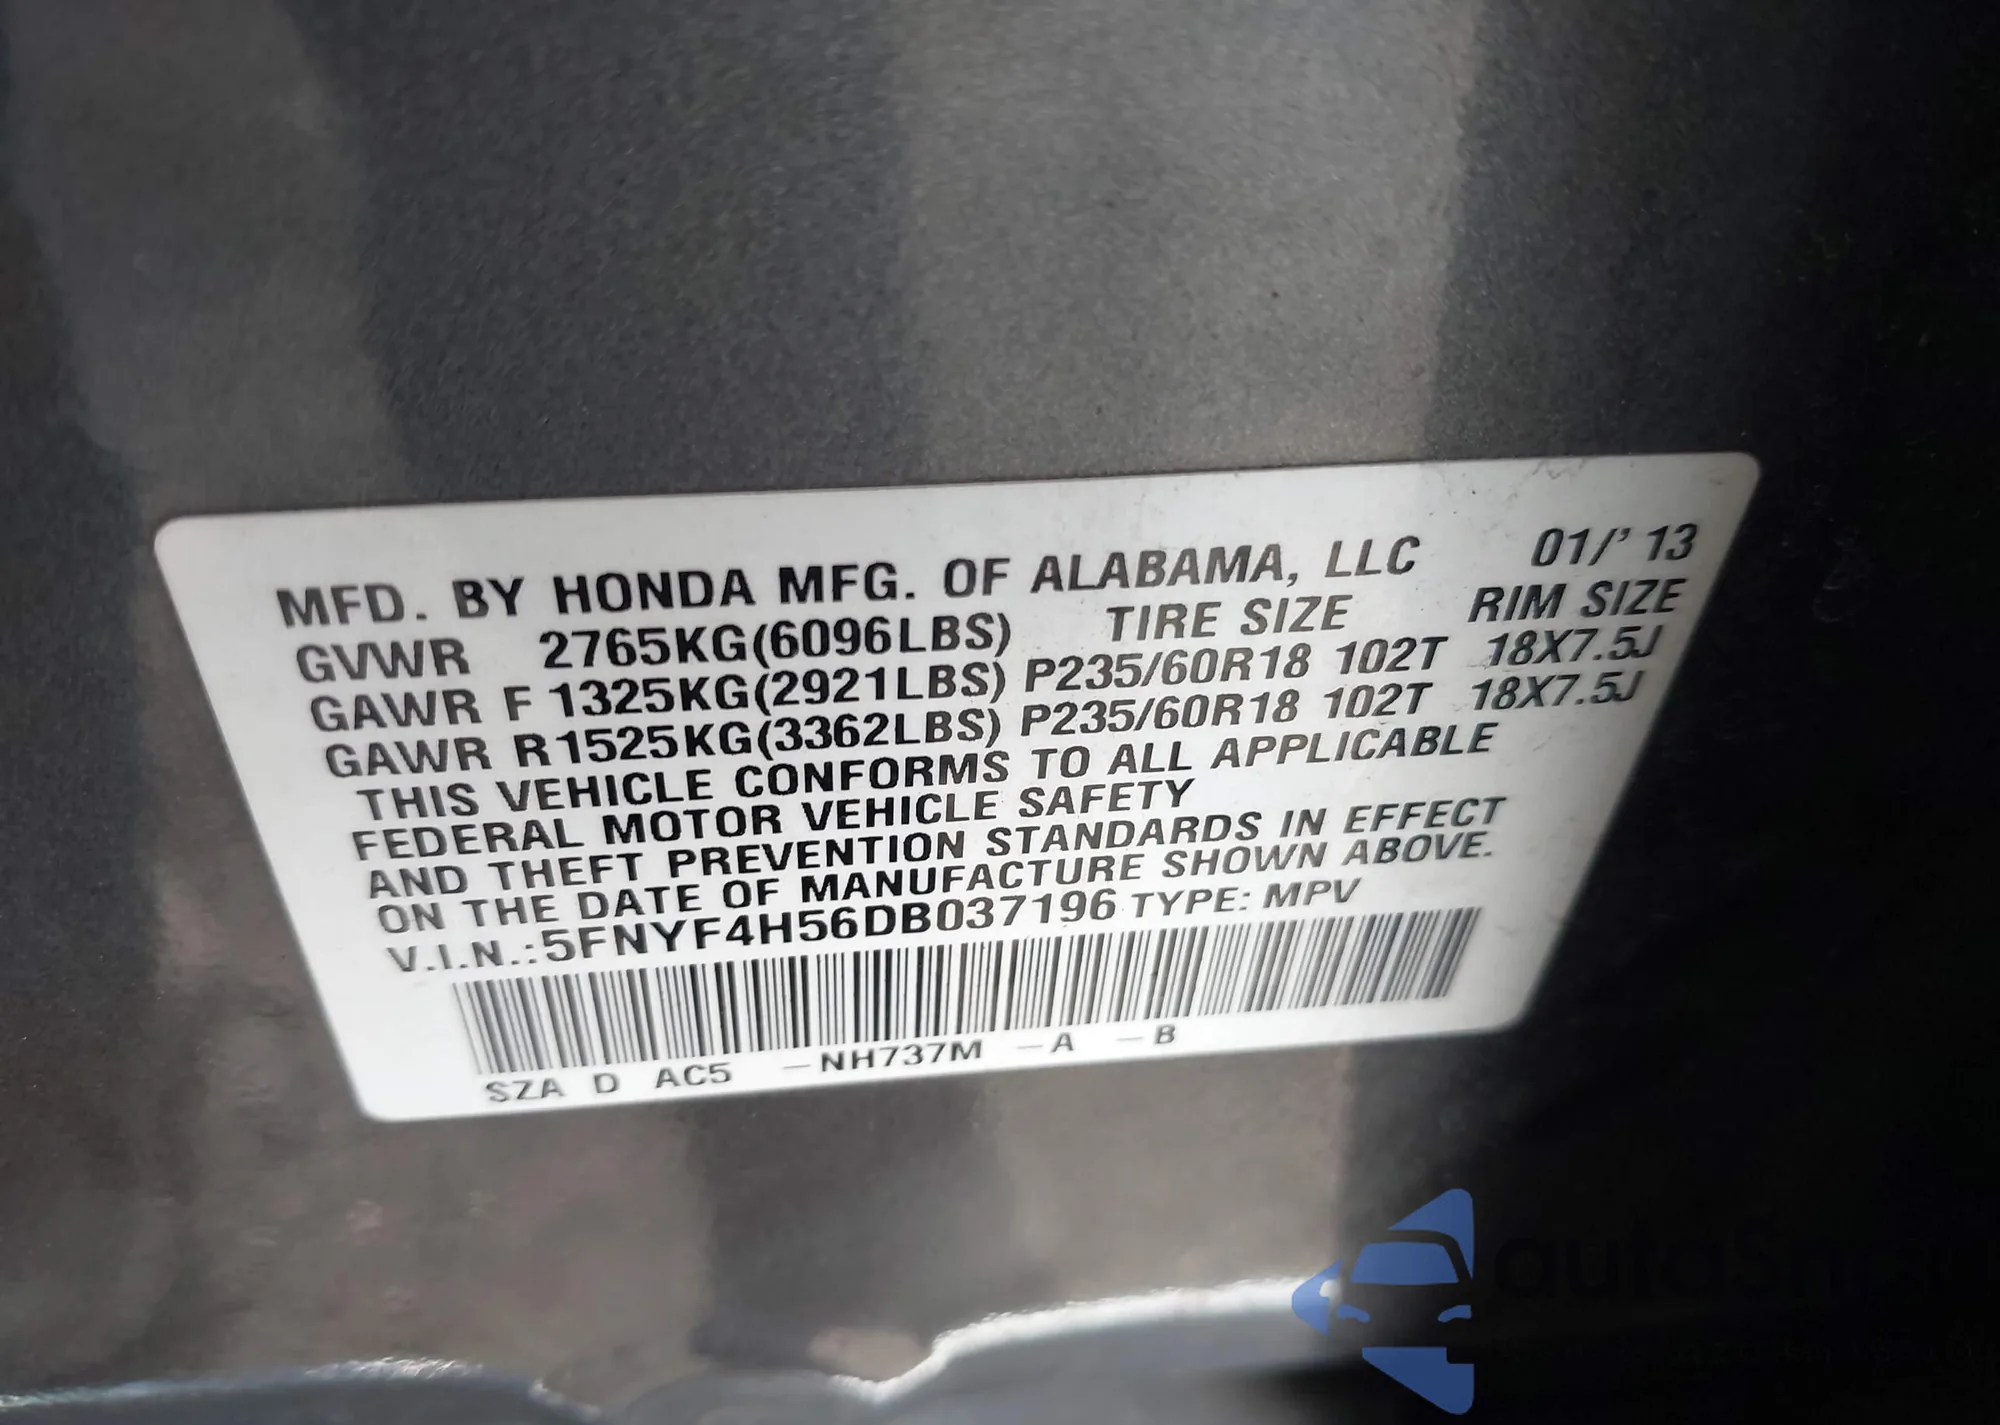 MFD. BY HONDA MFG. OF ALABAMA, LLC 01/' 13
GVWR 2765KG(6096LBS) TIRE SIZE RIM SIZE
GAWR F 1325KG(2921LBS) P235/60R18 102T 18X7.5J
GAWR R 1525KG(3362LBS) P235/60R18 102T 18X7.5J
THIS VEHICLE CONFORMS TO ALL APPLICABLE
FEDERAL MOTOR VEHICLE SAFETY
AND THEFT PREVENTION STANDARDS IN EFFECT
ON THE DATE OF MANUFACTURE SHOWN ABOVE.
V.I.N.:5FNYF4H56DB037196 TYPE: MPV
SZA D AC5 -NH737M -A -B